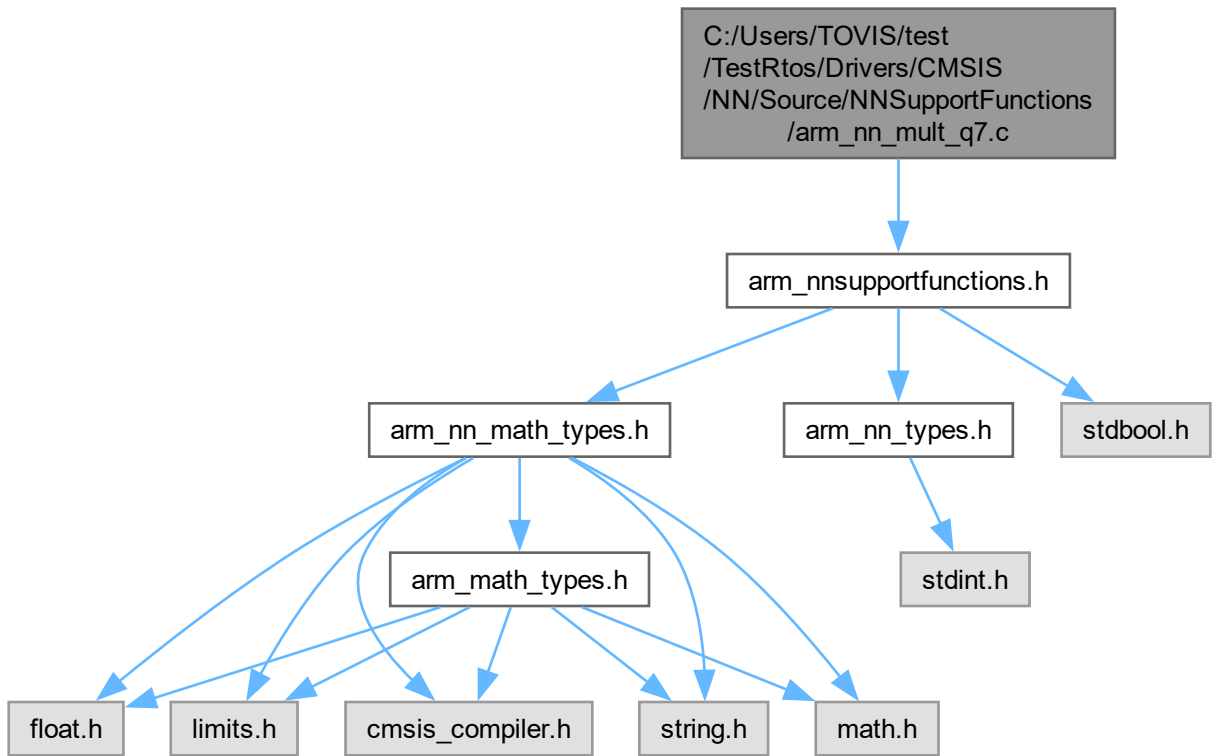 C:/Users/TOVIS/test
/TestRtos/Drivers/CMSIS
/NN/Source/NNSupportFunctions
/arm_nn_mult_q7.c
arm_nnsupportfunctions.h
arm_nn_math_types.h
arm_nn_types.h
stdbool.h
arm_math_types.h
stdint.h
float.h
limits.h
cmsis_compiler.h
string.h
math.h